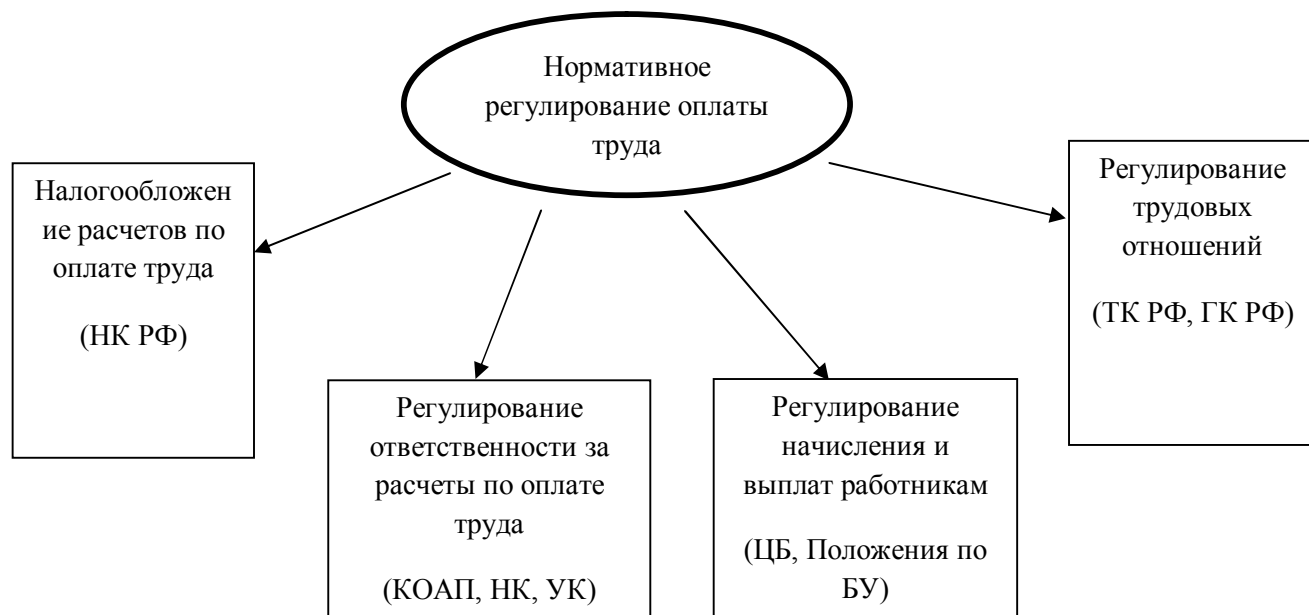 Нормативное
регулирование оплаты
труда
Налогообложен
ие расчетов по
оплате труда
(НК РФ)
Регулирование
ответственности за
расчеты по оплате
труда
(КОАП, НК, УК)
Регулирование
начисления и
выплат работникам
(ЦБ, Положения по
БУ)
Регулирование
трудовых
отношений
(ТК РФ, ГК РФ)